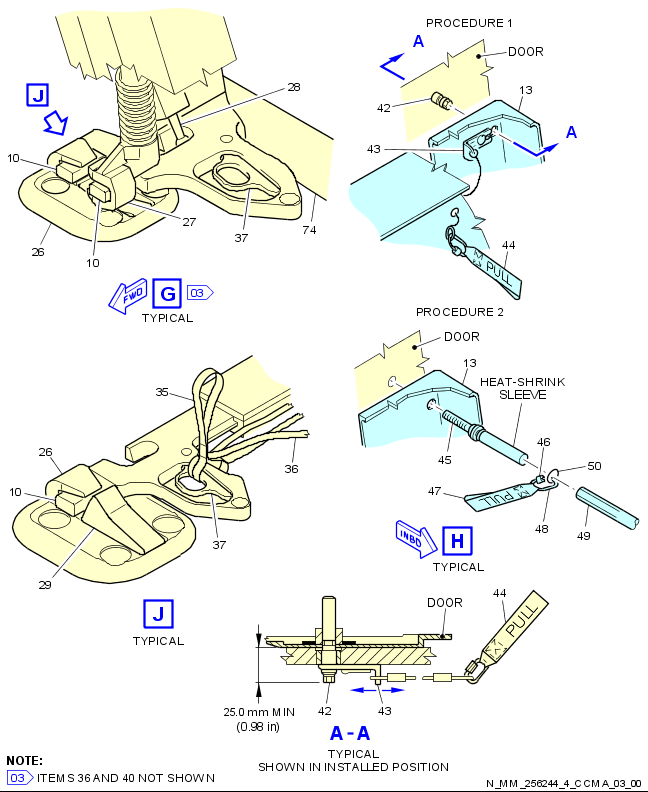 PROCEDURE 1
A
DOOR
13
42
43
A
44
PULL
J
28
10
27
37
74
26
10
FWD
G
03
TYPICAL
PROCEDURE 2
DOOR
13
HEAT-SHRINK
SLEEVE
45
46
50
47
PULL
48
49
INBD
H
TYPICAL
35
26
36
10
37
29
J
TYPICAL
44
DOOR
PULL
25.0 mm MIN
(0.98 in)
42
43
A-A
TYPICAL
SHOWN IN INSTALLED POSITION
NOTE:
03 ITEMS 36 AND 40 NOT SHOWN
N_MM_256244_4_CCMA_03_00